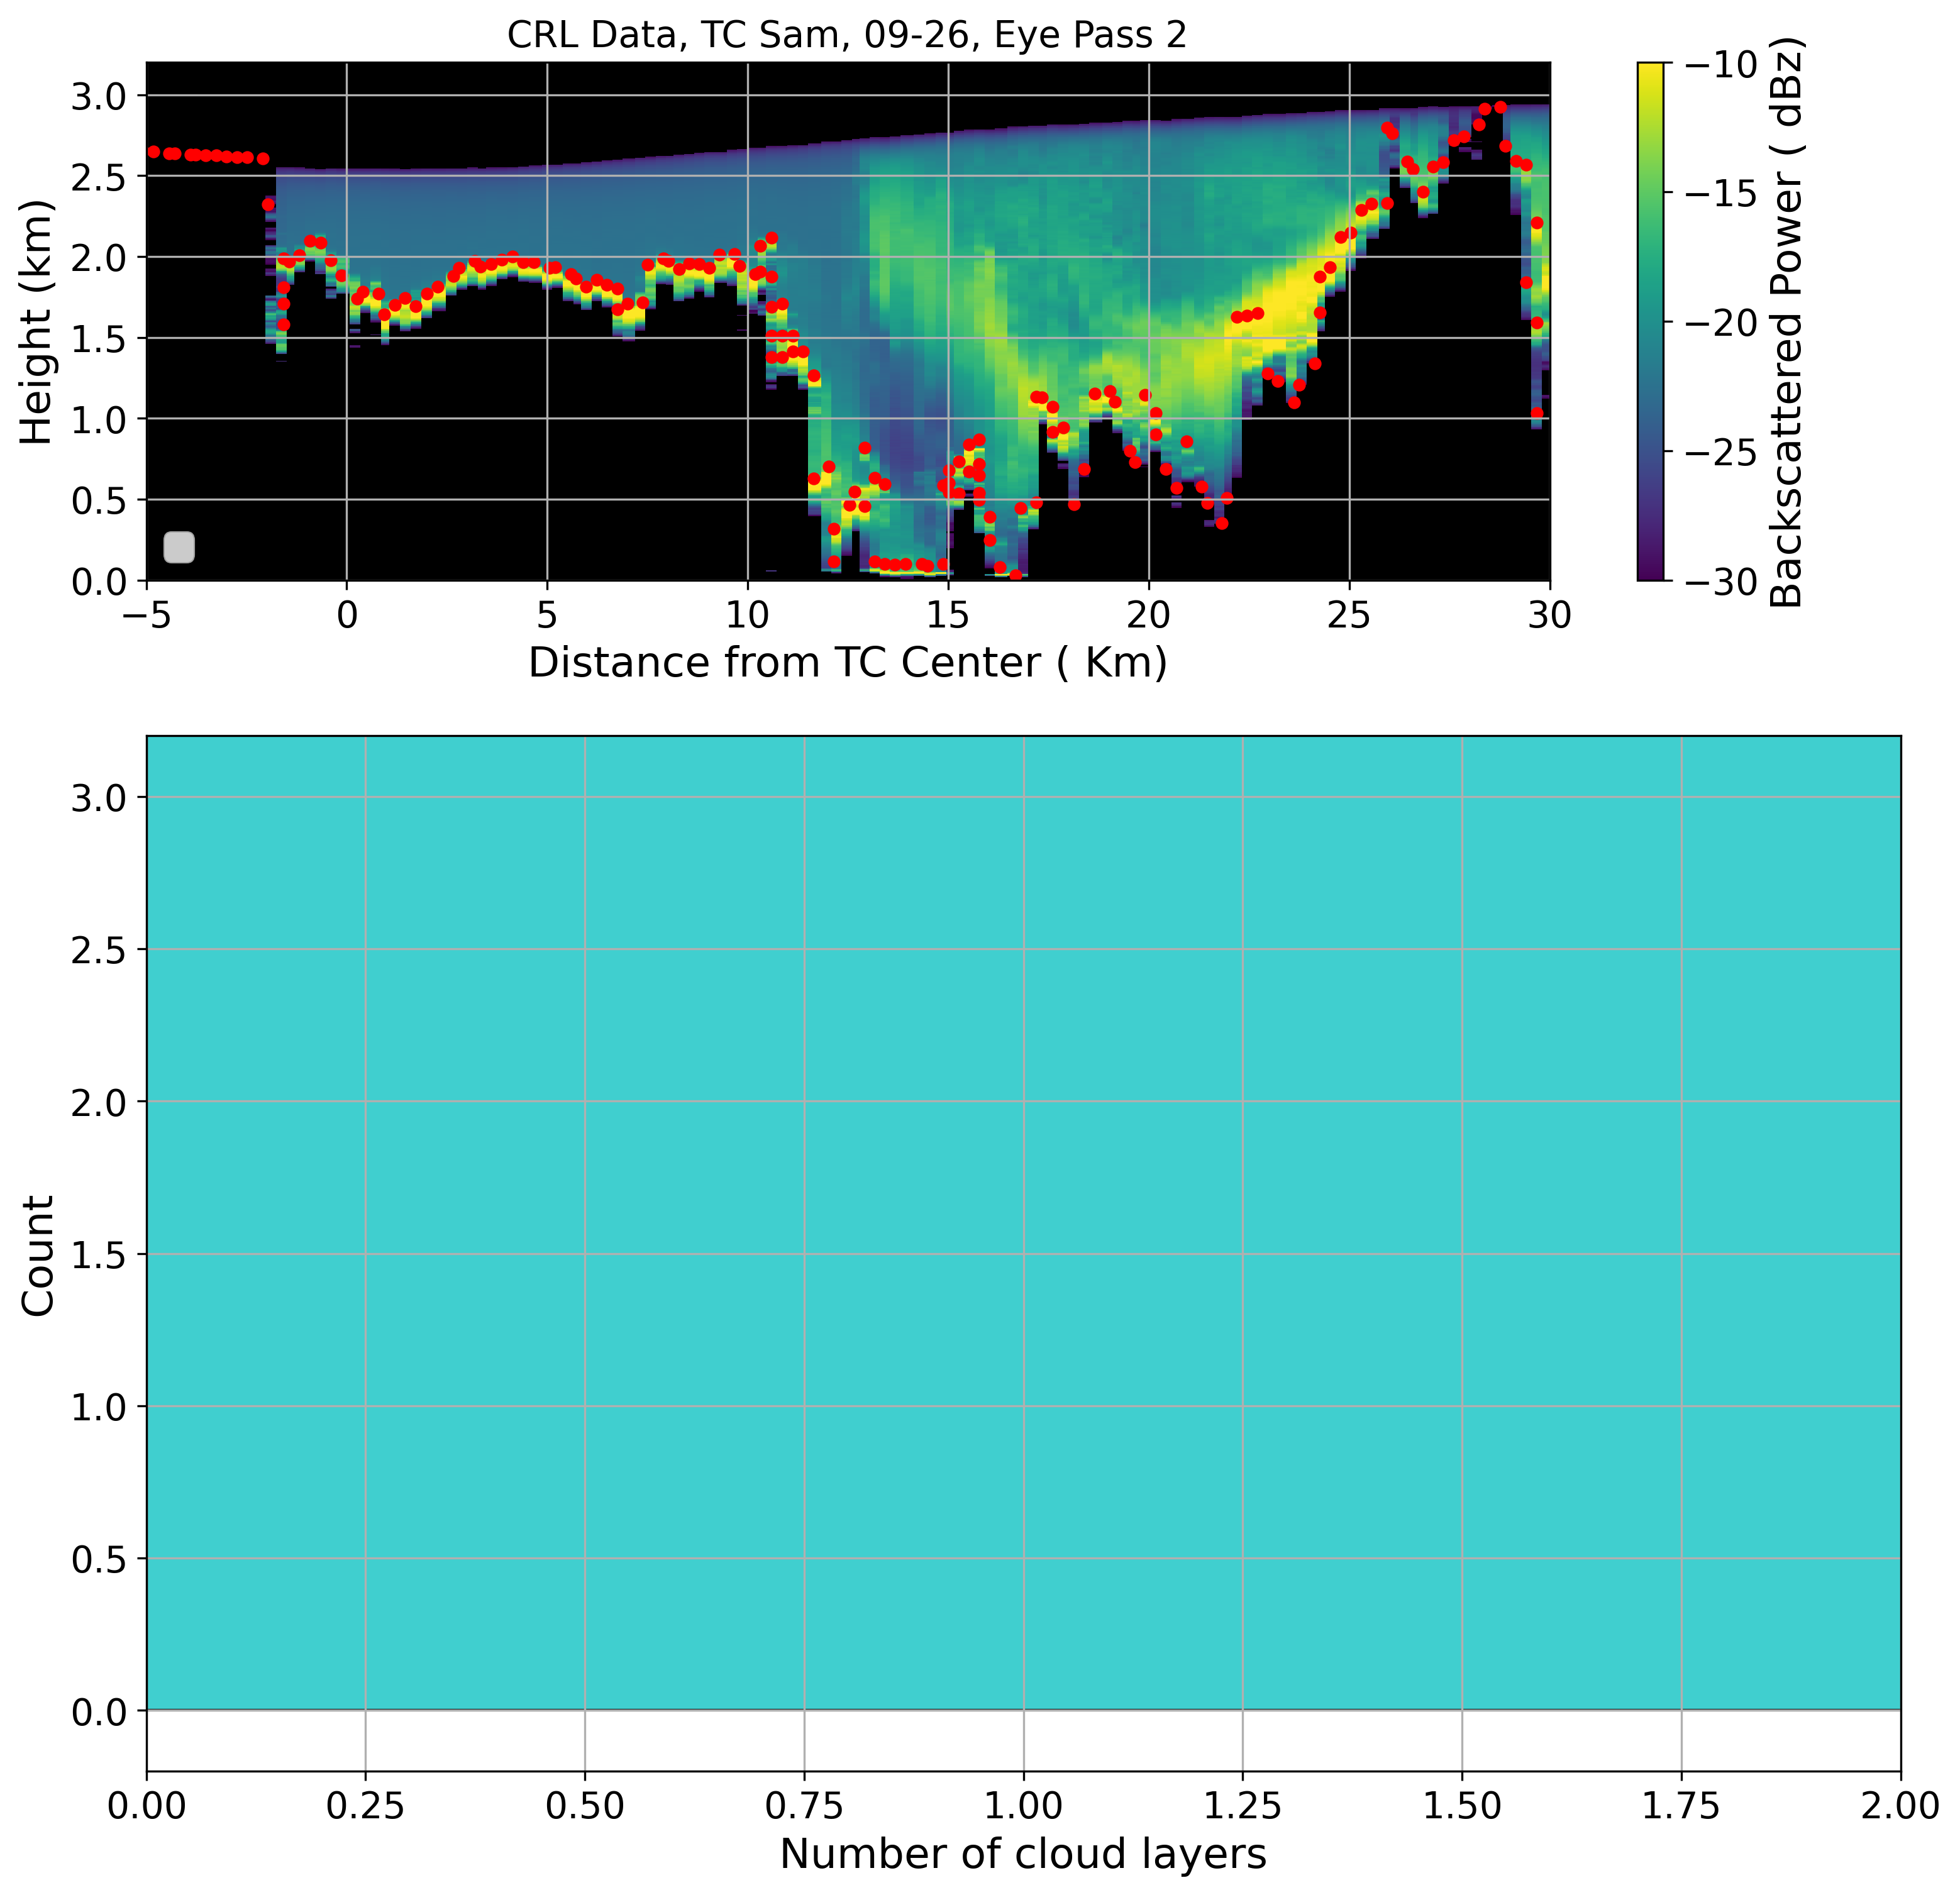 CRL Data, TC Sam, 09-26, Eye Pass 2
3.0
2.5
2.0
1.5
1.0
0.5
0.0
Height (km)
−5 0 5 10 15 20 25 30
Distance from TC Center ( Km)
−10
−15
−20
−25
−30
Backscattered Power ( dBz)
3.0
2.5
2.0
1.5
1.0
0.5
0.0
Count
0.00 0.25 0.50 0.75 1.00 1.25 1.50 1.75 2.00
Number of cloud layers